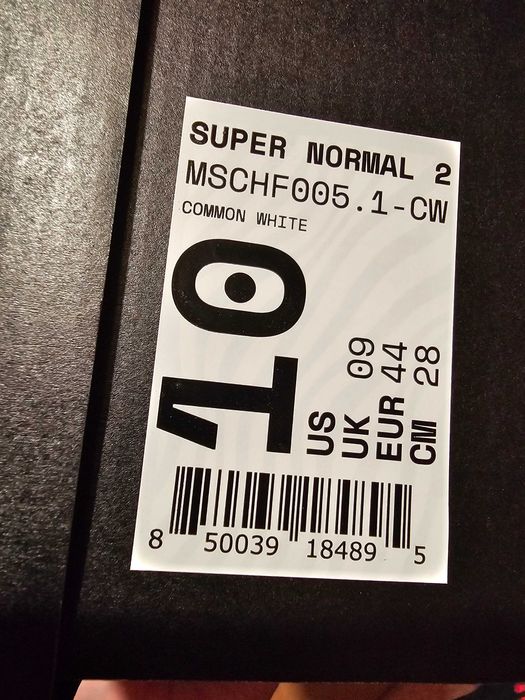 SUPER NORMAL 2
MSCHF005.1-CW
COMMON WHITE
10
US
UK 09
EUR 44
CM 28
8 50039 18489 5